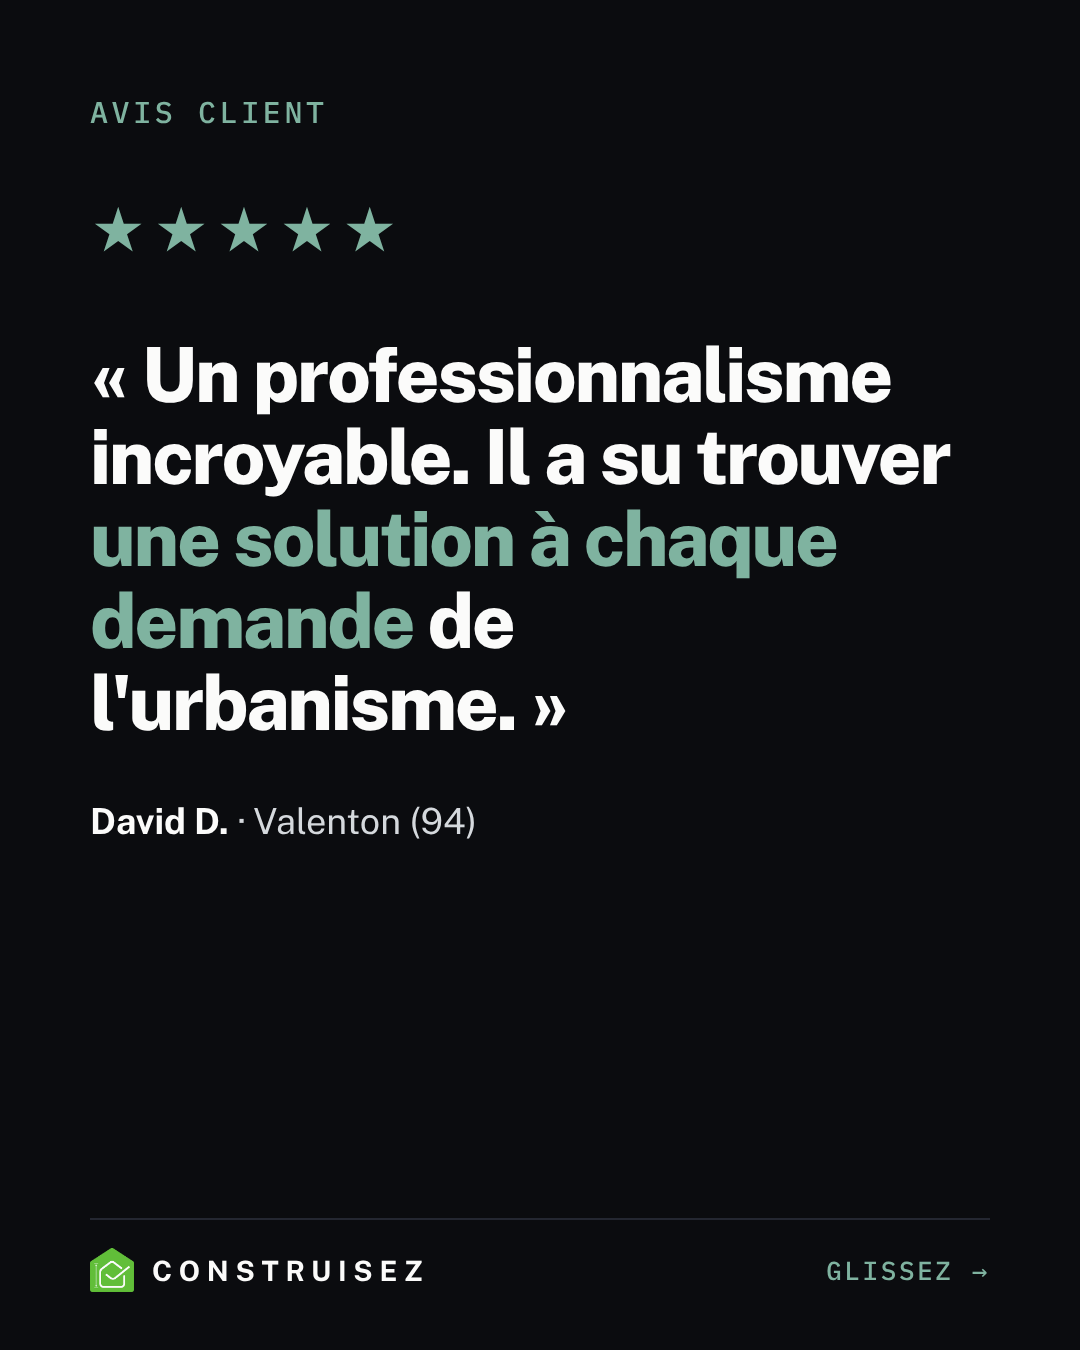 AVIS CLIENT
★★★★★
« Un professionnalisme
incroyable. Il a su trouver
une solution à chaque
demande de
l'urbanisme. »
David D. · Valenton (94)
CONSTRUISEZ
GLISSEZ →